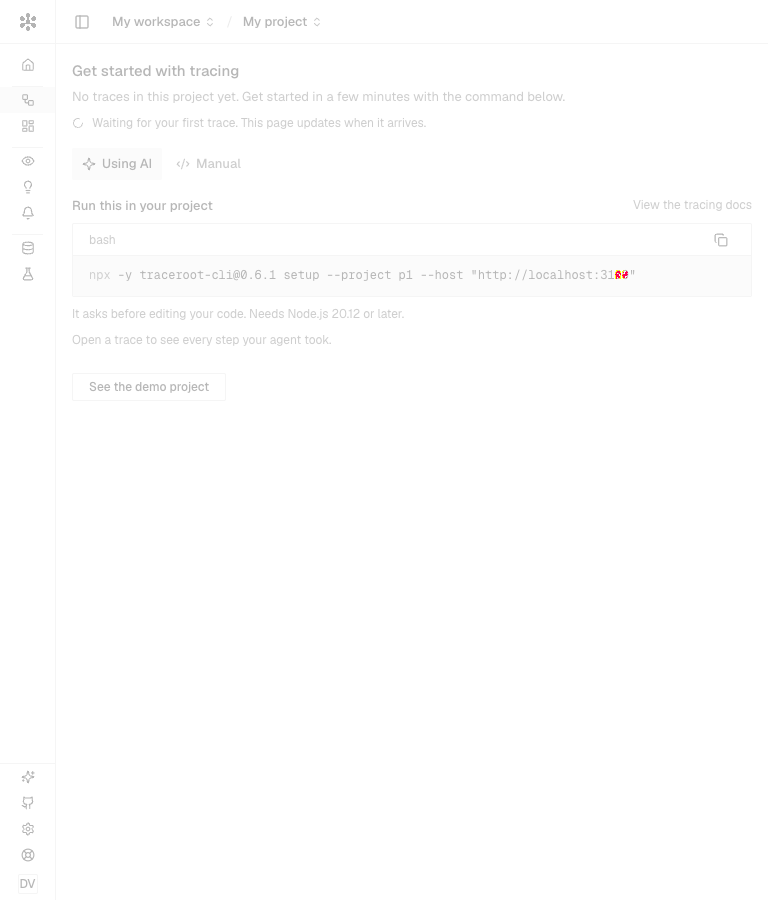 My workspace / My project
Get started with tracing
No traces in this project yet. Get started in a few minutes with the command below.
Waiting for your first trace. This page updates when it arrives.
Using AI
Manual
Run this in your project
View the tracing docs
bash
npx -y traceroot-cli@0.6.1 setup --project p1 --host
It asks before editing your code. Needs Node.js 20.12 or later.
Open a trace to see every step your agent took.
See the demo project
DV